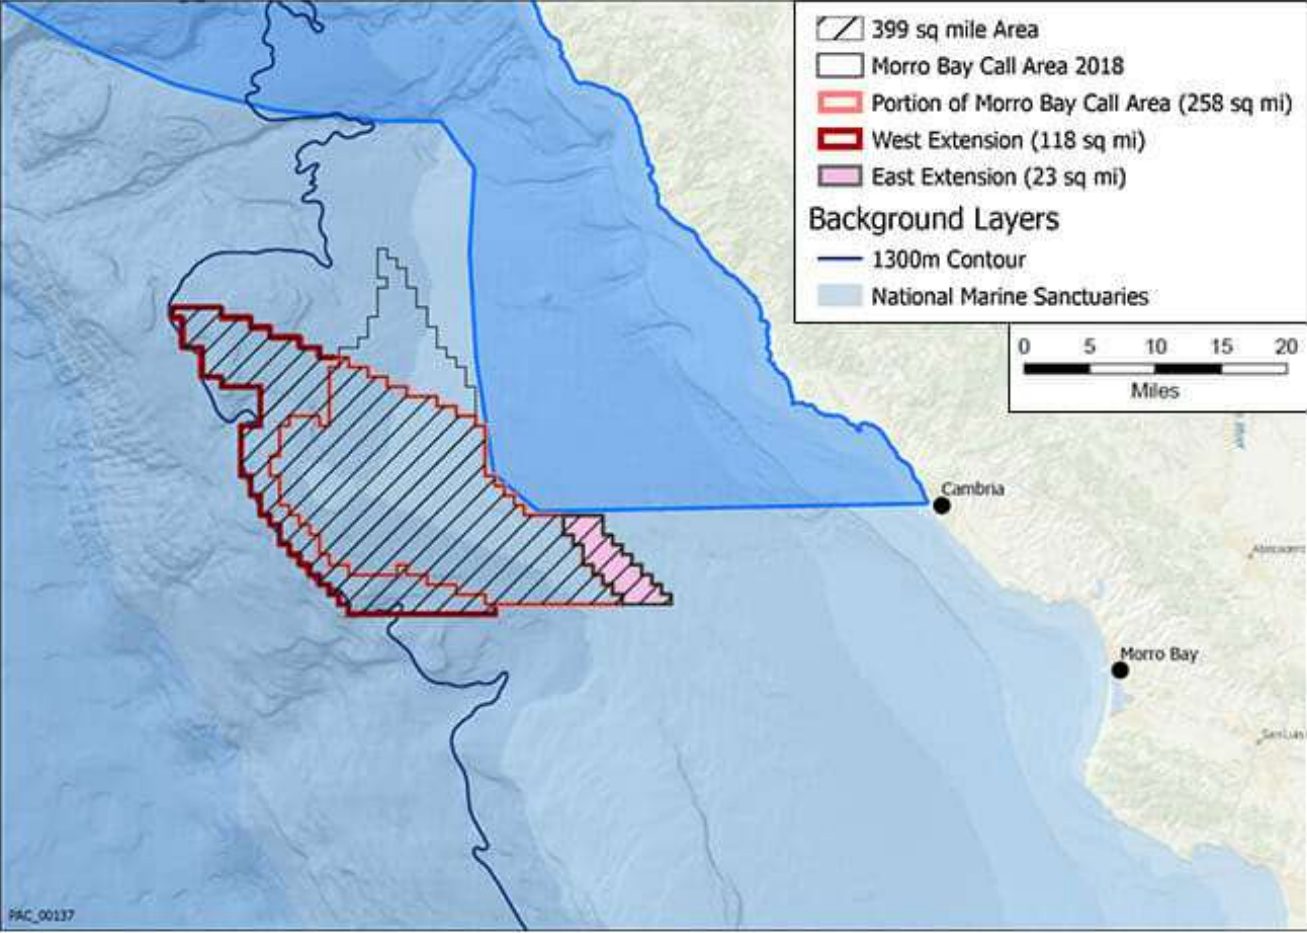 399 sq mile Area
Morro Bay Call Area 2018
Portion of Morro Bay Call Area (258 sq mi)
West Extension (118 sq mi)
East Extension (23 sq mi)
Background Layers
1300m Contour
National Marine Sanctuaries
0 5 10 15 20
Miles
Cambria
Morro Bay
PAC_00137